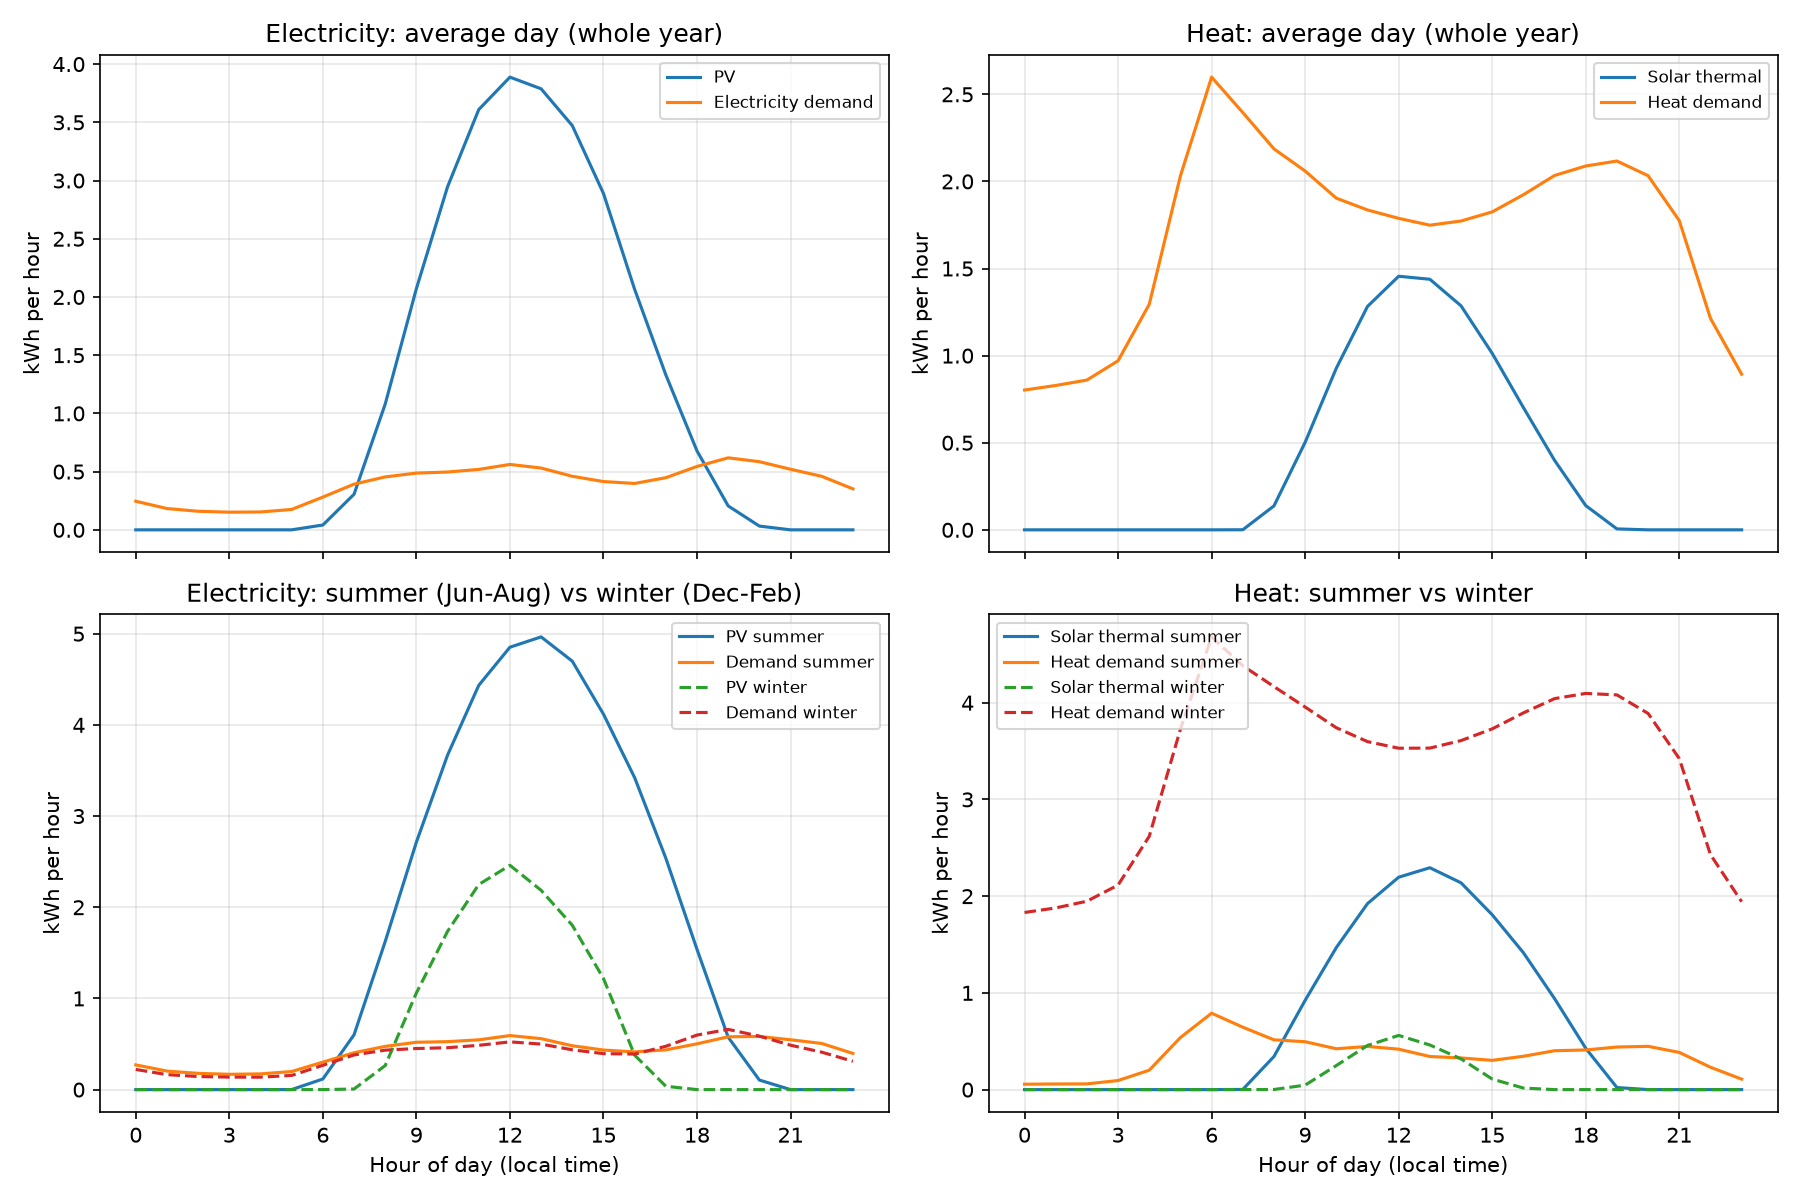 Electricity: average day (whole year)
4.0
3.5
3.0
2.5
2.0
1.5
1.0
0.5
0.0
kWh per hour
PV
Electricity demand
Heat: average day (whole year)
2.5
2.0
1.5
1.0
0.5
0.0
kWh per hour
Solar thermal
Heat demand
Electricity: summer (Jun-Aug) vs winter (Dec-Feb)
5
4
3
2
1
0
kWh per hour
PV summer
Demand summer
PV winter
Demand winter
0 3 6 9 12 15 18 21
Hour of day (local time)
Heat: summer vs winter
4
3
2
1
0
kWh per hour
Solar thermal summer
Heat demand summer
Solar thermal winter
Heat demand winter
0 3 6 9 12 15 18 21
Hour of day (local time)